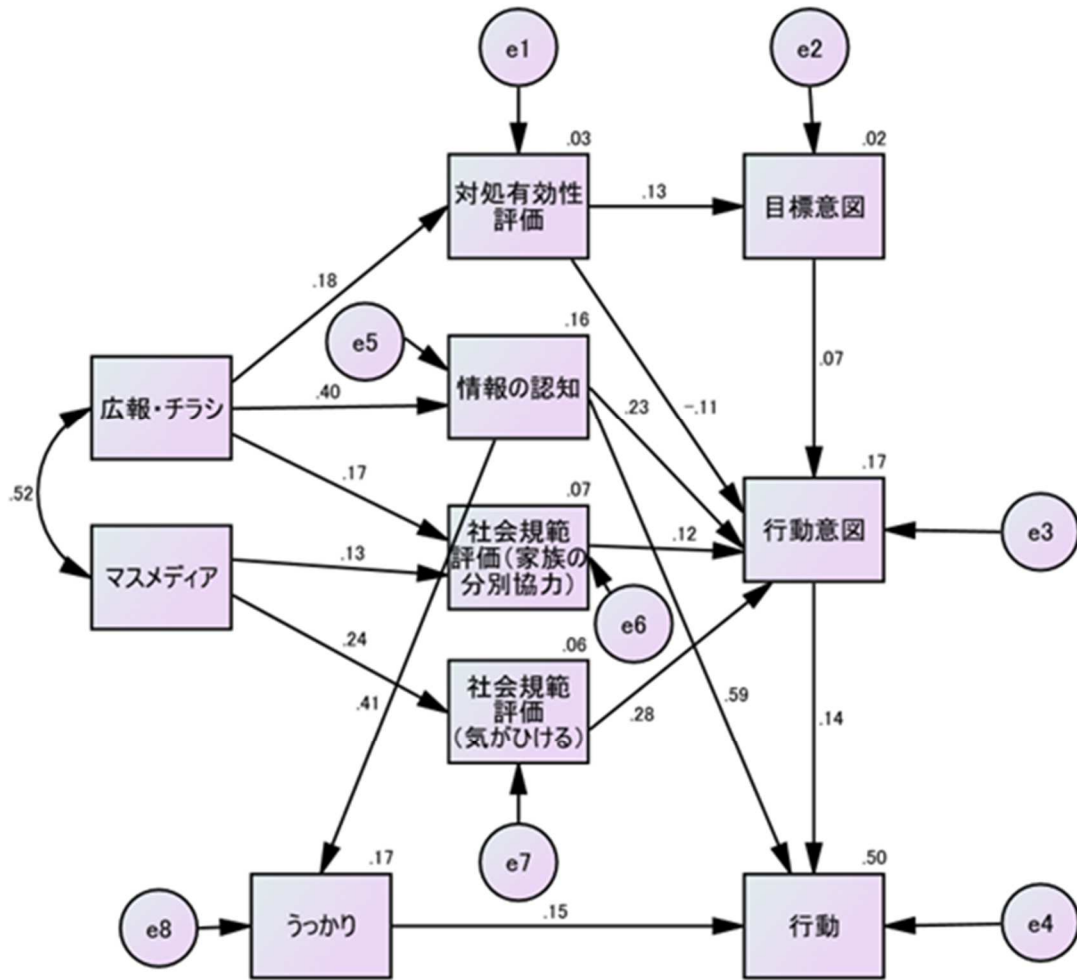 e1
e2
.03
.02
対処有効性
評価
.13
目標意図
.18
e5
.16
情報の認知
.07
広報・チラシ
.40
.23
-.11
.17
.17
.52
.07
社会規範
評価(家族の
分別協力)
.12
行動意図
e3
マスメディア
.13
e6
.24
.06
社会規範
評価
(気がひける)
.41
.59
.28
.14
e7
.17
.50
e8
うっかり
.15
行動
e4